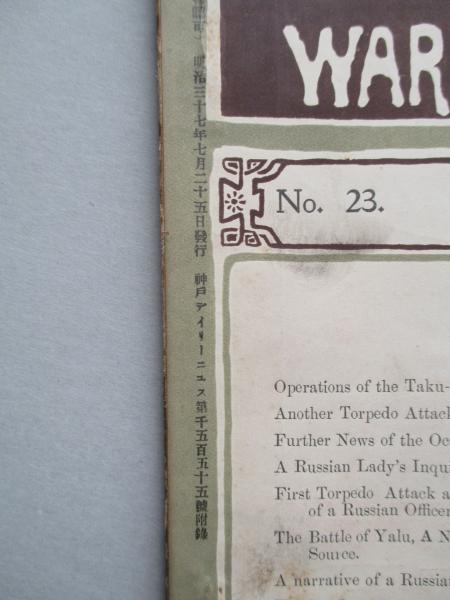 明治三十七年七月二十五日發行 神戸デイリーニユス第千五百五十五號附錄
WAR
No. 23.
Operations of the Taku-
Another Torpedo Attack
Further News of the Oc
A Russian Lady's Inqui
First Torpedo Attack a
of a Russian Officer
The Battle of Yalu, A N
Source.
A narrative of a Russia